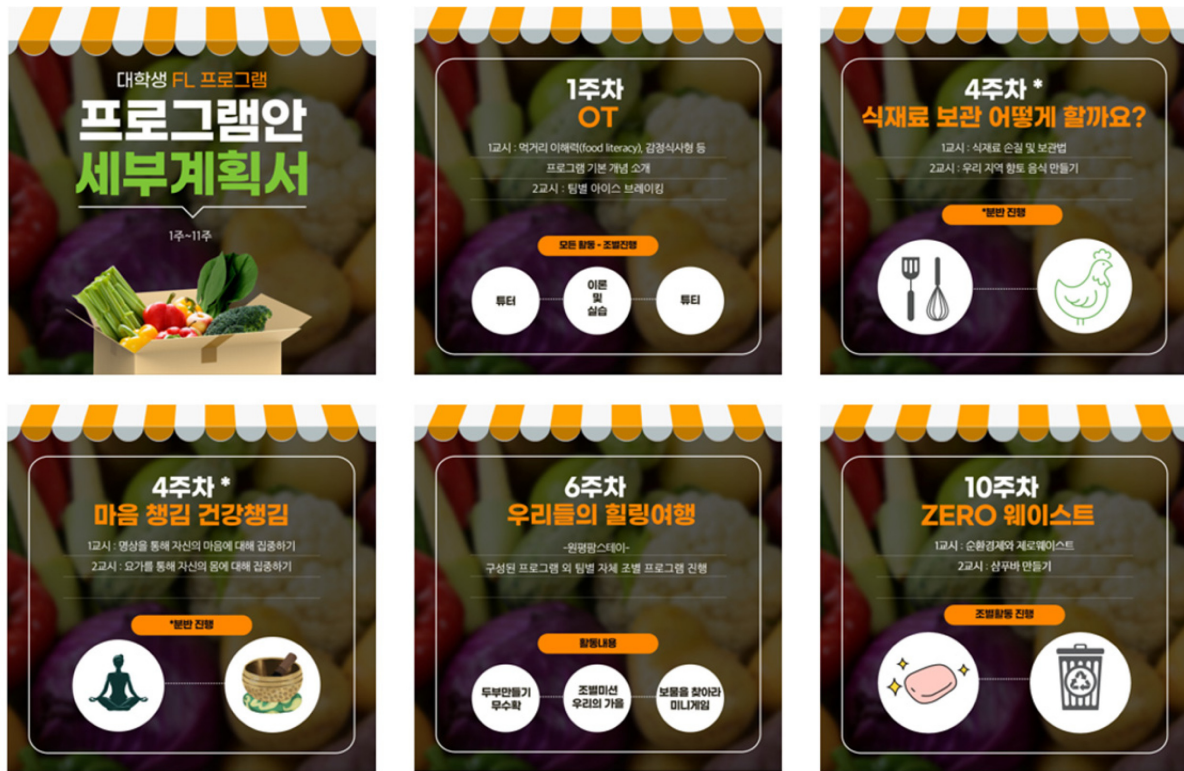 대학생 FL 프로그램
프로그램안
세부계획서
1주~11주
1주차
OT
1교시 : 먹거리 이해력(food literacy), 감정식사형 등
프로그램 기본 개념 소개
2교시 : 팀별 아이스 브레이킹
모든 활동 - 조별진행
튜터
이론
및
실습
튜티
4주차 *
식재료 보관 어떻게 할까요?
1교시 : 식재료 손질 및 보관법
2교시 : 우리 지역 향토 음식 만들기
*분반 진행
4주차 *
마음 챙김 건강챙김
1교시 : 명상을 통해 자신의 마음에 대해 집중하기
2교시 : 요가를 통해 자신의 몸에 대해 집중하기
*분반 진행
6주차
우리들의 힐링여행
-원평팜스테이-
구성된 프로그램 외 팀별 자체 조별 프로그램 진행
활동내용
두부만들기
무수확
조별미션
우리의 가을
보물을 찾아라
미니게임
10주차
ZERO 웨이스트
1교시 : 순환경제와 제로웨이스트
2교시 : 샴푸바 만들기
조별활동 진행